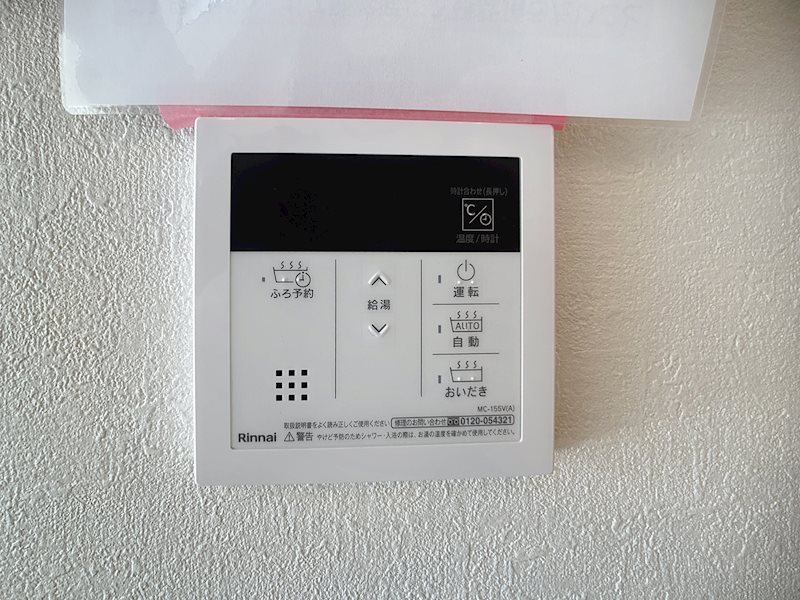 時計合わせ(長押し)
℃/
温度/時計
ふろ予約
給湯
運転
AUTO
自動
おいだき
MC-155V(A)
取扱説明書をよく読み正しくご使用ください 修理のお問い合わせ 0120-054321
Rinnai ⚠警告 やけど予防のためシャワー・入浴の際は、お湯の温度を確かめて使用してください。